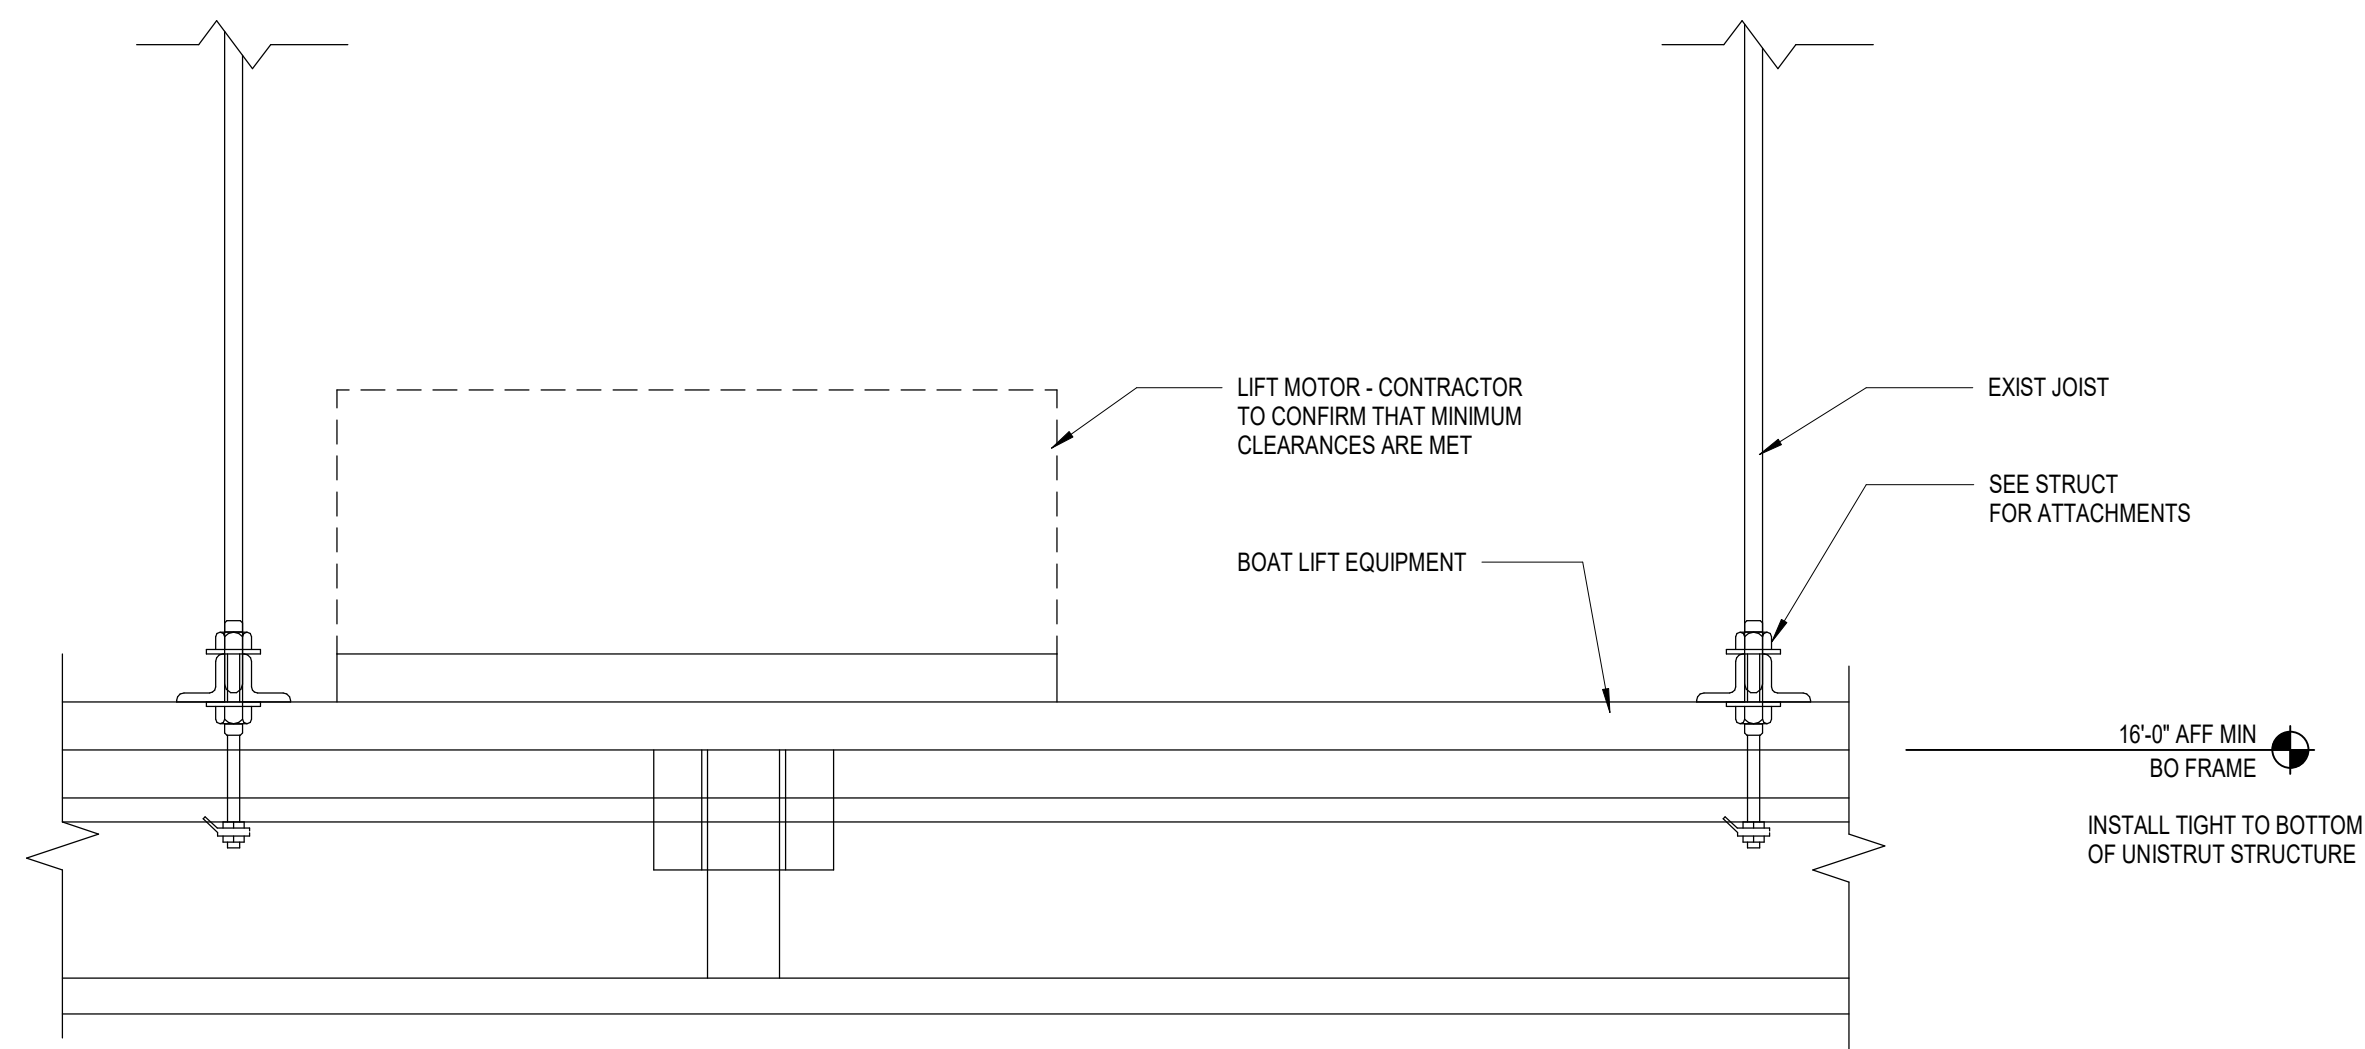 LIFT MOTOR - CONTRACTOR
TO CONFIRM THAT MINIMUM
CLEARANCES ARE MET
EXIST JOIST
SEE STRUCT
FOR ATTACHMENTS
BOAT LIFT EQUIPMENT
16'-0" AFF MIN
BO FRAME
INSTALL TIGHT TO BOTTOM
OF UNISTRUT STRUCTURE